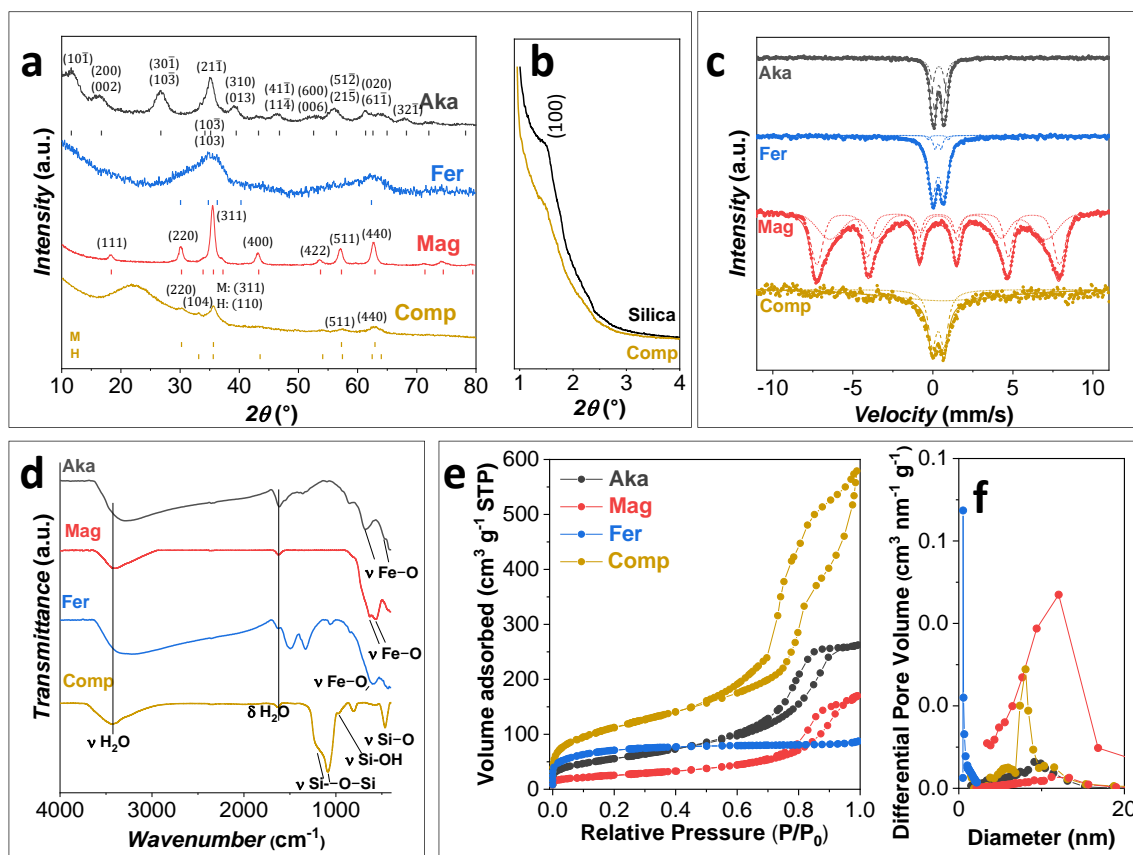 a
(101̄)
(200)
(002)
(301̄)
(103̄)
(211̄)
(310)
(013)
(411̄)
(114̄)
(600)
(006)
(512̄)
(215̄)
(020)
(611̄)
(321̄)
Aka
(103̄)
(103)
Fer
(111)
(220)
(311)
(400)
(422)
(511)
(440)
Mag
(220)
(104)
M: (311)
H: (110)
(511)
(440)
Comp
M
H
10 20 30 40 50 60 70 80
2θ (°)
Intensity (a.u.)
b
(100)
Silica
Comp
1 2 3 4
2θ (°)
c
Aka
Fer
Mag
Comp
-10 -5 0 5 10
Velocity (mm/s)
d
Aka
Mag
Fer
Comp
ν Fe–O
ν Fe–O
ν Fe–O
δ H2O
ν H2O
ν Si–O
ν Si-OH
ν Si–O–Si
4000 3000 2000 1000
Wavenumber (cm-1)
Transmittance (a.u.)
e
Aka
Mag
Fer
Comp
600
500
400
300
250
200
150
100
50
0
0.0 0.2 0.4 0.6 0.8 1.0
Relative Pressure (P/P0)
Volume adsorbed (cm3 g-1 STP)
f
0.1
0.1
0.0
0.0
0.0
0 10 20
Diameter (nm)
Differential Pore Volume (cm3 nm-1 g-1)